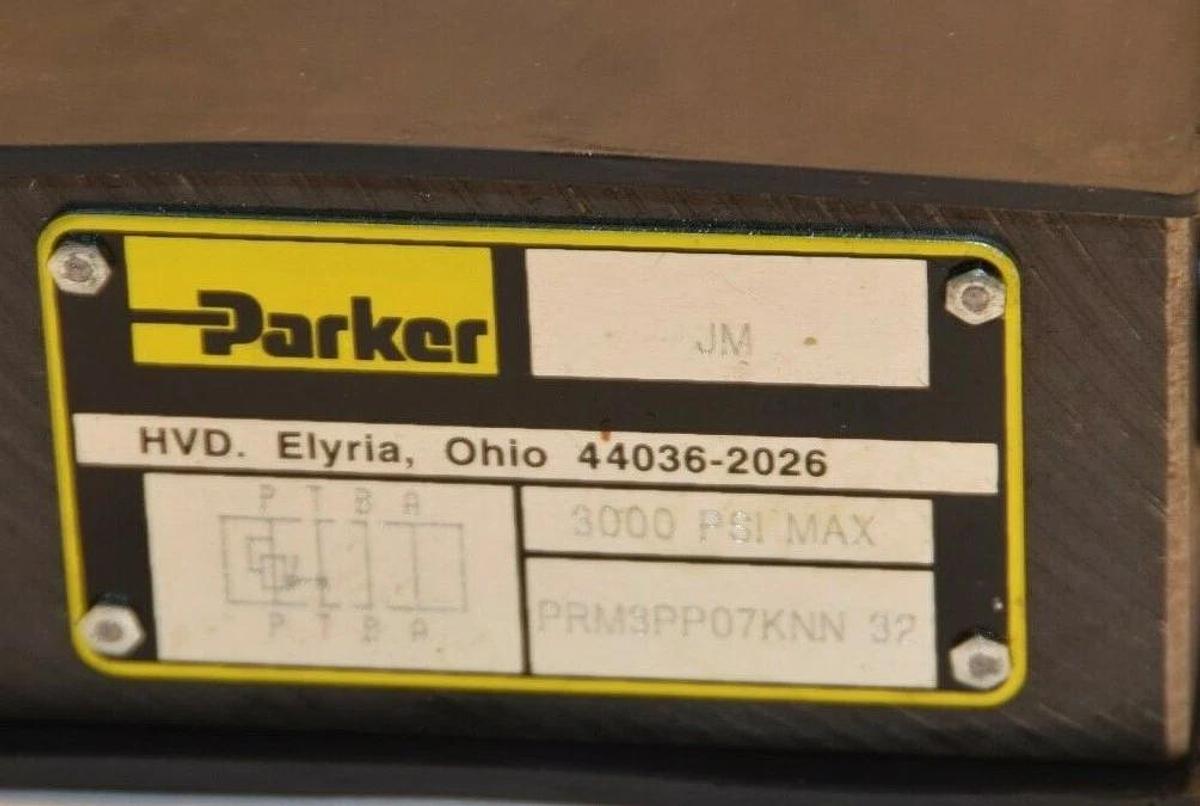 Parker
JM
HVD. Elyria, Ohio 44036-2026
P T B A
3000 PSI MAX
P T B A
PRM3PP07KNN 32